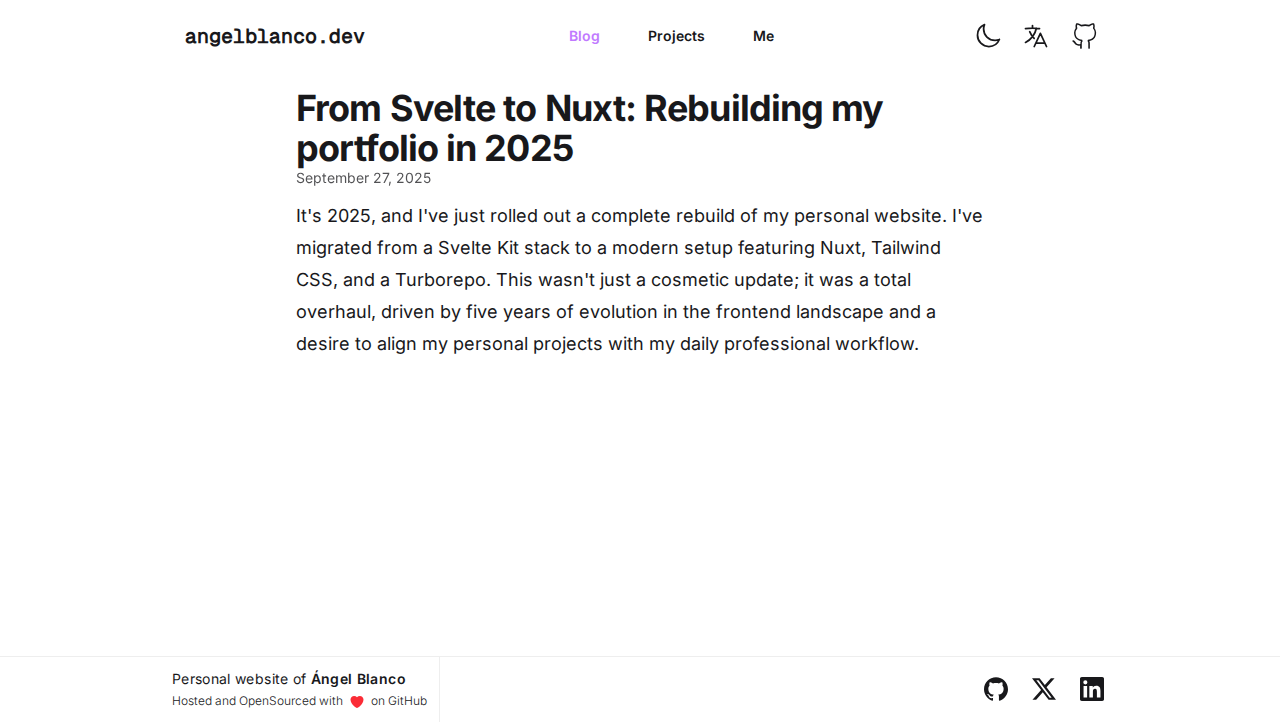 angelblanco.dev
Blog
Projects
Me
From Svelte to Nuxt: Rebuilding my
portfolio in 2025
September 27, 2025
It's 2025, and I've just rolled out a complete rebuild of my personal website. I've
migrated from a Svelte Kit stack to a modern setup featuring Nuxt, Tailwind
CSS, and a Turborepo. This wasn't just a cosmetic update; it was a total
overhaul, driven by five years of evolution in the frontend landscape and a
desire to align my personal projects with my daily professional workflow.
Personal website of Ángel Blanco
Hosted and OpenSourced with on GitHub